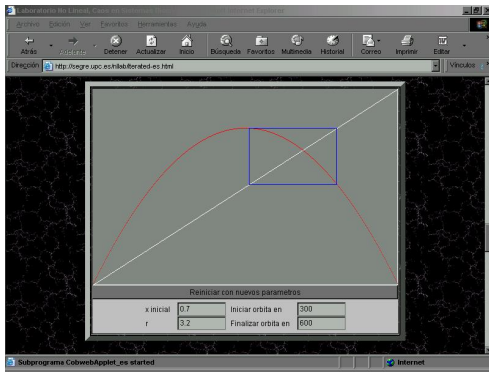 Laboratorio No Lineal,
Archivo Edición Ver Favoritos Herramientas Ayuda
Atrás Adelante Detener Actualizar Inicio Búsqueda Favoritos Multimedia Historial Correo Imprimir Editar
Dirección http://segre.upc.es/nllab/iterated-es.html Vínculos
Reiniciar con nuevos parametros
x inicial 0.7 Iniciar orbita en 300
r 3.2 Finalizar orbita en 600
Subprograma CobwebApplet_es started Internet